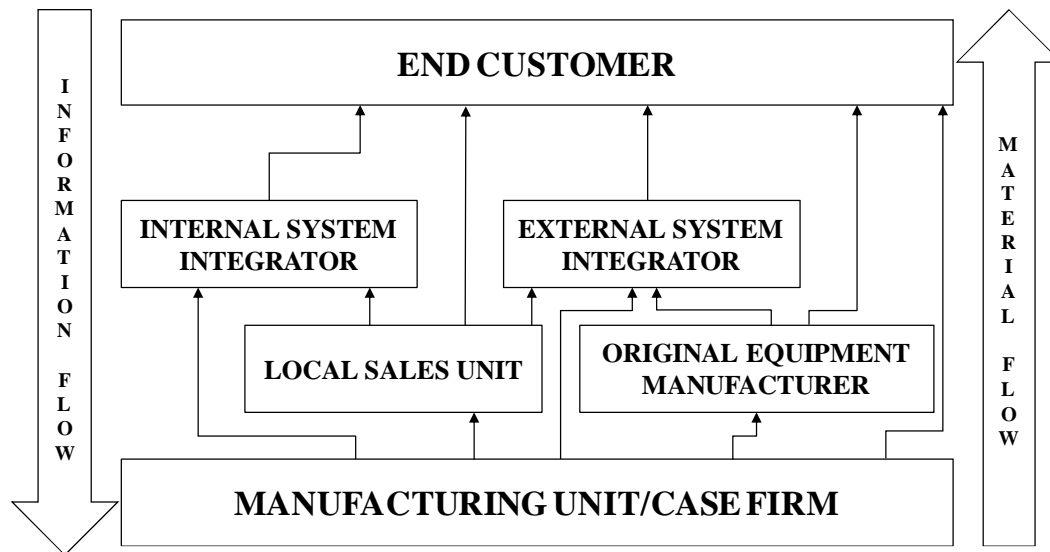 END CUSTOMER
INFORMATION FLOW
MATERIAL FLOW
INTERNAL SYSTEM
INTEGRATOR
EXTERNAL SYSTEM
INTEGRATOR
LOCAL SALES UNIT
ORIGINAL EQUIPMENT
MANUFACTURER
MANUFACTURING UNIT/CASE FIRM